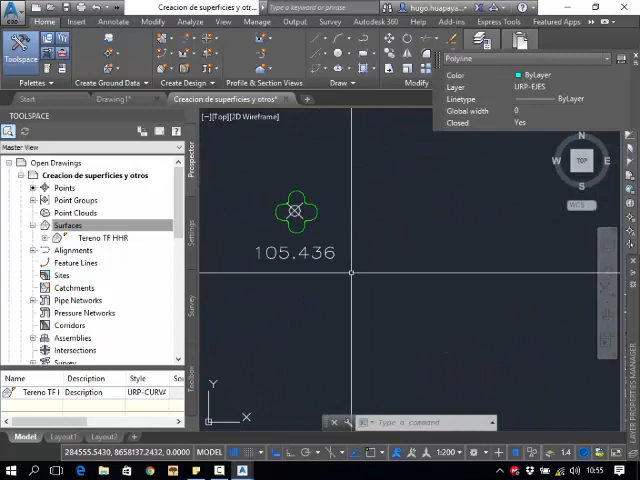 C3D
Creacion de superficies y otr...
Type a keyword or phrase
hugo.huapaya...
Home
Insert
Annotate
Modify
Analyze
View
Manage
Output
Survey
Autodesk 360
Help
Add-ins
Express Tools
Featured Apps
Toolspace
Palettes
Create Ground Data
Create Design
Draw
Modify
Polyline
Color ByLayer
Layer URP-EJES
Linetype ByLayer
Global width 0
Closed Yes
Start
Drawing1*
Creacion de superficies y otros*
TOOLSPACE
Master View
Open Drawings
Creacion de superficies y otros
Points
Point Groups
Point Clouds
Surfaces
Tereno TF HHR
Alignments
Feature Lines
Sites
Catchments
Pipe Networks
Pressure Networks
Corridors
Assemblies
Intersections
Survey
Prospector
Settings
Survey
Toolbox
[−][Top][2D Wireframe]
N
W
TOP
E
S
WCS
105.436
Y
X
Name Description Style Sou
Tereno TF H Description URP-CURVA
Type a command
LAYER PROPERTIES MANAGER
Model
Layout1
Layout2
284555.5430, 8658137.2432, 0.0000
MODEL
1:200
1.4
10:55